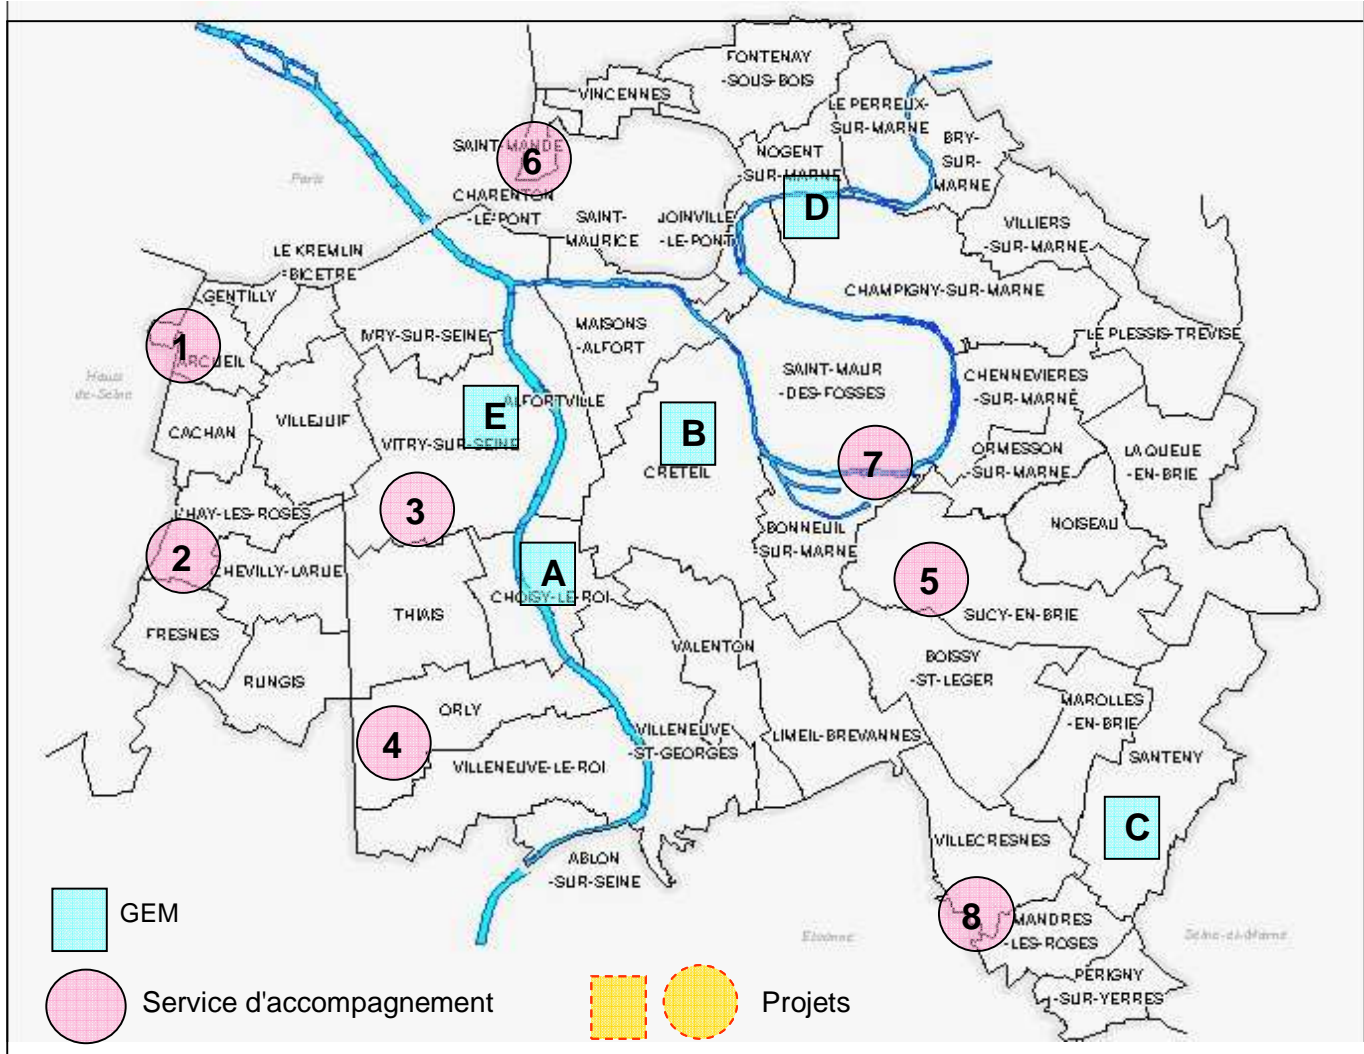 FONTENAY
-SOUS-BOIS
VINCENNES
LE PERREUX-
SUR-MARNE
BRY-
SUR-
MARNE
SAINT-MANDE
6
NOGENT
SUR-MARNE
Paris
CHARENTON
-LE-PONT
D
SAINT-
MAURICE
JOINVILLE
-LE-PONT
VILLIERS
-SUR-MARNE
LE KREMLIN
-BICETRE
GENTILLY
CHAMPIGNY-SUR-MARNE
1
ARCUEIL
IVRY-SUR-SEINE
MAISONS
-ALFORT
LE PLESSIS-TREVISE
Hauts
de-Seine
SAINT-MAUR
-DES-FOSSES
CHENNEVIERES
-SUR-MARNE
ALFORTVILLE
E
B
CACHAN
VILLEJUIF
VITRY-SUR-SEINE
CRETEIL
7
ORMESSON
-SUR-MARNE
LA QUEUE
-EN-BRIE
L'HAY-LES-ROSES
3
BONNEUIL
-SUR-MARNE
NOISEAU
2
CHEVILLY-LARUE
A
CHOISY-LE-ROI
5
SUCY-EN-BRIE
THIAIS
FRESNES
VALENTON
BOISSY
-ST-LEGER
RUNGIS
MAROLLES
-EN-BRIE
ORLY
4
VILLENEUVE
-ST-GEORGES
LIMEIL-BREVANNES
SANTENY
VILLENEUVE-LE-ROI
C
VILLECRESNES
ABLON
-SUR-SEINE
8
MANDRES
-LES-ROSES
Essonne
Seine-et-Marne
PERIGNY
-SUR-YERRES
GEM
Service d'accompagnement
Projets